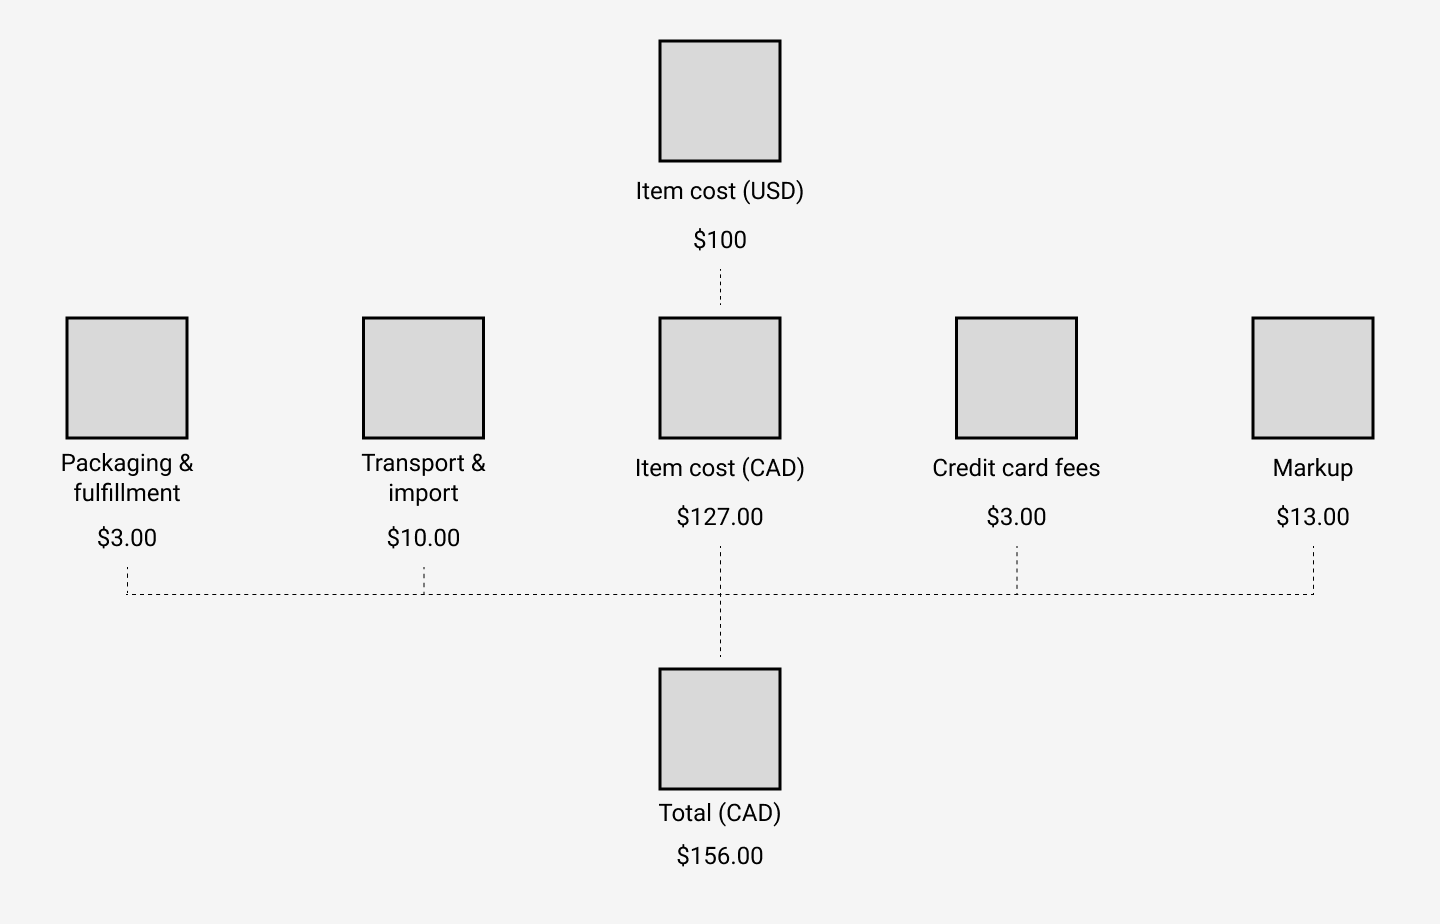 Item cost (USD)
$100
Packaging &
fulfillment
$3.00
Transport &
import
$10.00
Item cost (CAD)
$127.00
Credit card fees
$3.00
Markup
$13.00
Total (CAD)
$156.00